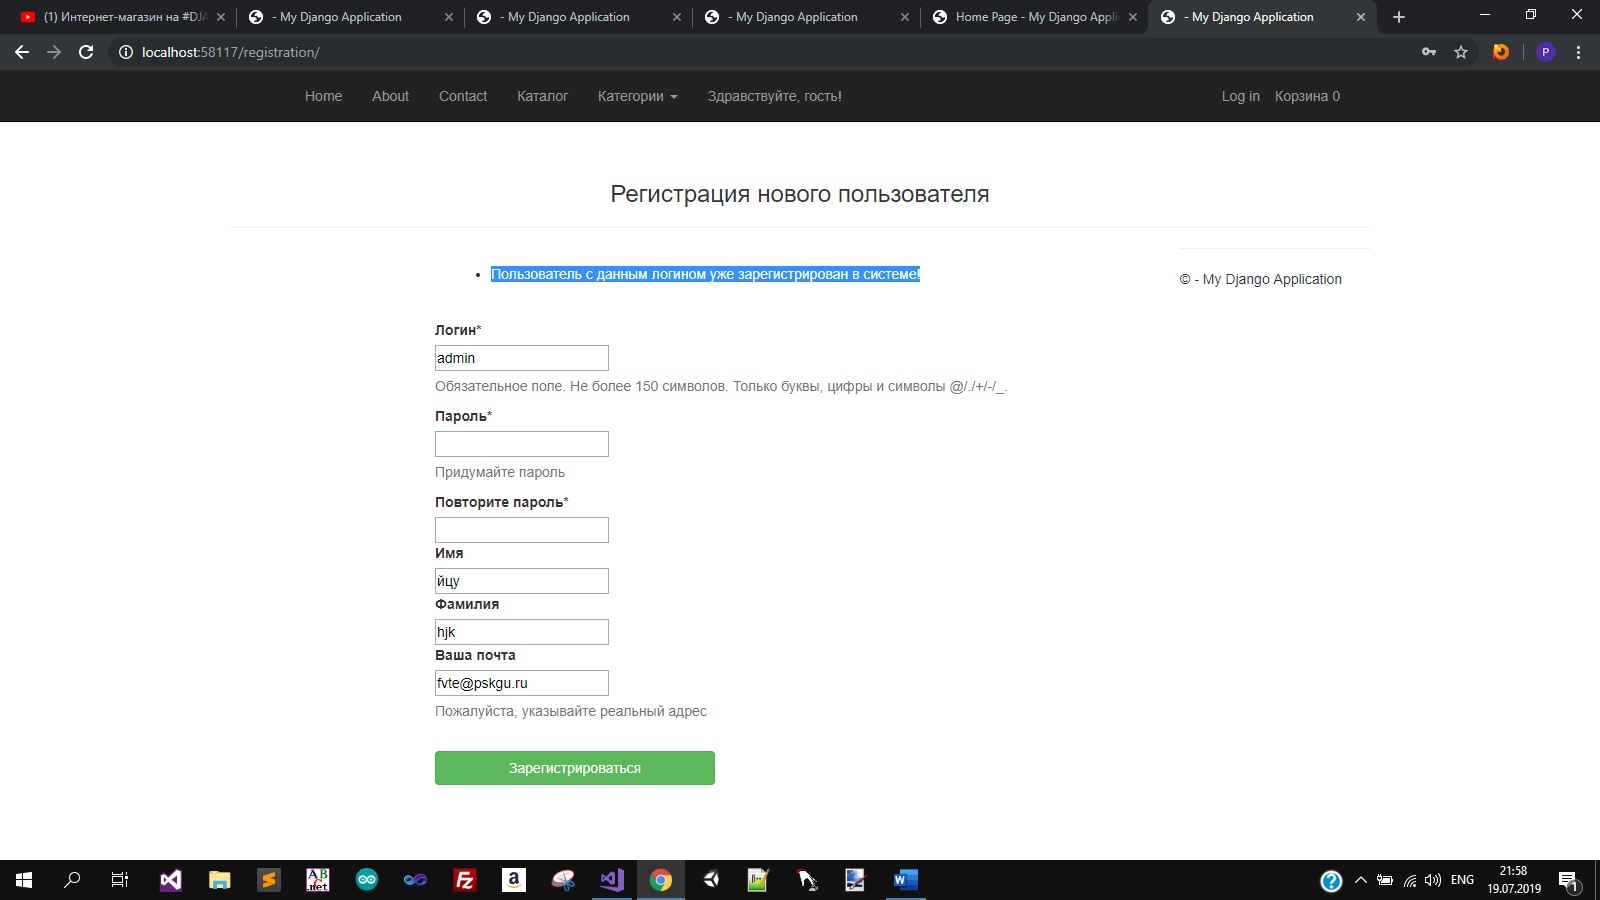 (1) Интернет-магазин на #DJA
- My Django Application
- My Django Application
- My Django Application
Home Page - My Django Appli
- My Django Application
localhost:58117/registration/
P
Home About Contact Каталог Категории Здравствуйте, гость! Log in Корзина 0
Регистрация нового пользователя
Пользователь с данным логином уже зарегистрирован в системе!
© - My Django Application
Логин*
admin
Обязательное поле. Не более 150 символов. Только буквы, цифры и символы @/./+/-/_.
Пароль*
Придумайте пароль
Повторите пароль*
Имя
йцу
Фамилия
hjk
Ваша почта
fvte@pskgu.ru
Пожалуйста, указывайте реальный адрес
Зарегистрироваться
ENG
21:58
19.07.2019
1